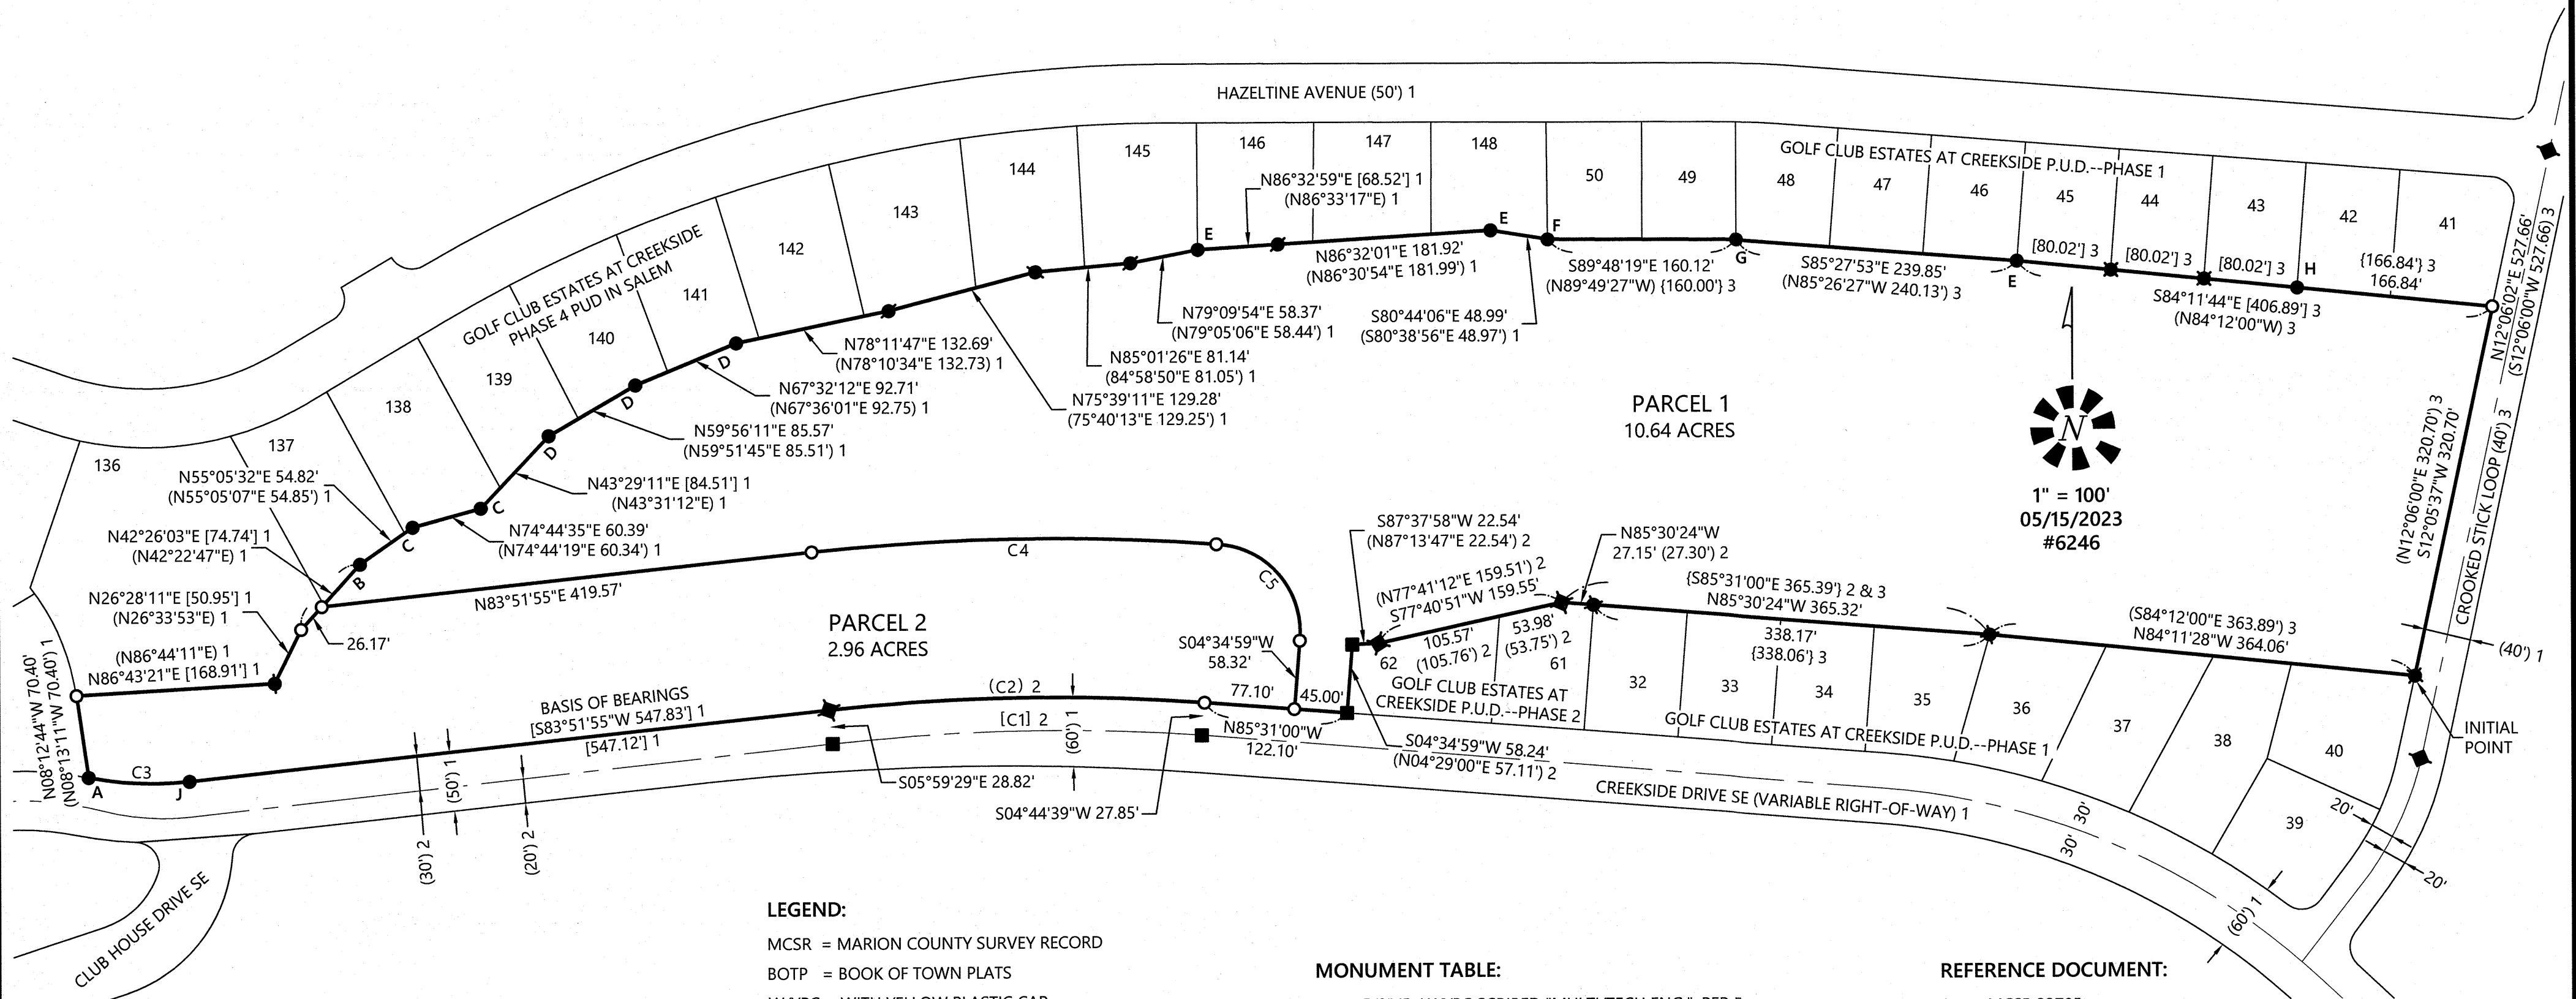 HAZELTINE AVENUE (50') 1
GOLF CLUB ESTATES AT CREEKSIDE P.U.D.--PHASE 1
136
137
138
139
140
141
142
143
144
145
146
147
148
50
49
48
47
46
45
44
43
42
41
GOLF CLUB ESTATES AT CREEKSIDE
PHASE 4 PUD IN SALEM
N86°32'59"E [68.52'] 1
(N86°33'17"E) 1
E
E
F
G
E
H
N86°32'01"E 181.92'
(N86°30'54"E 181.99') 1
S89°48'19"E 160.12'
(N89°49'27"W) {160.00'} 3
S85°27'53"E 239.85'
(N85°26'27"W 240.13') 3
[80.02'] 3
[80.02'] 3
[80.02'] 3
{166.84'} 3
166.84'
S84°11'44"E [406.89'] 3
(N84°12'00"W) 3
N12°06'02"E 527.66'
(S12°06'00"W 527.66) 3
N79°09'54"E 58.37'
(N79°05'06"E 58.44') 1
S80°44'06"E 48.99'
(S80°38'56"E 48.97') 1
N78°11'47"E 132.69'
(N78°10'34"E 132.73) 1
N85°01'26"E 81.14'
(84°58'50"E 81.05') 1
N67°32'12"E 92.71'
(N67°36'01"E 92.75) 1
N75°39'11"E 129.28'
(75°40'13"E 129.25') 1
N59°56'11"E 85.57'
(N59°51'45"E 85.51') 1
D
D
D
D
C
C
B
N55°05'32"E 54.82'
(N55°05'07"E 54.85') 1
N43°29'11"E [84.51'] 1
(N43°31'12"E) 1
N42°26'03"E [74.74'] 1
(N42°22'47"E) 1
N74°44'35"E 60.39'
(N74°44'19"E 60.34') 1
PARCEL 1
10.64 ACRES
N
1" = 100'
05/15/2023
#6246
(N12°06'00"E 320.70') 3
S12°05'37"W 320.70'
CROOKED STICK LOOP (40') 3
N26°28'11"E [50.95'] 1
(N26°33'53"E) 1
26.17'
N83°51'55"E 419.57'
C4
C5
(N86°44'11"E) 1
N86°43'21"E [168.91'] 1
PARCEL 2
2.96 ACRES
S04°34'59"W
58.32'
S87°37'58"W 22.54'
(N87°13'47"E 22.54') 2
N85°30'24"W
27.15' (27.30') 2
(N77°41'12"E 159.51') 2
S77°40'51"W 159.55'
105.57'
(105.76') 2
53.98'
(53.75') 2
{S85°31'00"E 365.39'} 2 & 3
N85°30'24"W 365.32'
338.17'
{338.06'} 3
(S84°12'00"E 363.89') 3
N84°11'28"W 364.06'
(40') 1
62
61
32
33
34
35
36
37
38
39
40
GOLF CLUB ESTATES AT
CREEKSIDE P.U.D.--PHASE 2
GOLF CLUB ESTATES AT CREEKSIDE P.U.D.--PHASE 1
INITIAL
POINT
N08°12'44"W 70.40'
(N08°13'11"W 70.40') 1
A
C3
J
BASIS OF BEARINGS
[S83°51'55"W 547.83'] 1
[547.12'] 1
(C2) 2
[C1] 2
(60') 1
77.10'
45.00'
N85°31'00"W
122.10'
S04°34'59"W 58.24'
(N04°29'00"E 57.11') 2
S05°59'29"E 28.82'
S04°44'39"W 27.85'
(30') 2
(50') 1
(20') 2
CREEKSIDE DRIVE SE (VARIABLE RIGHT-OF-WAY) 1
30'
30'
20'
20'
(60') 1
CLUB HOUSE DRIVE SE
LEGEND:
MCSR = MARION COUNTY SURVEY RECORD
BOTP = BOOK OF TOWN PLATS
MONUMENT TABLE:
REFERENCE DOCUMENT: